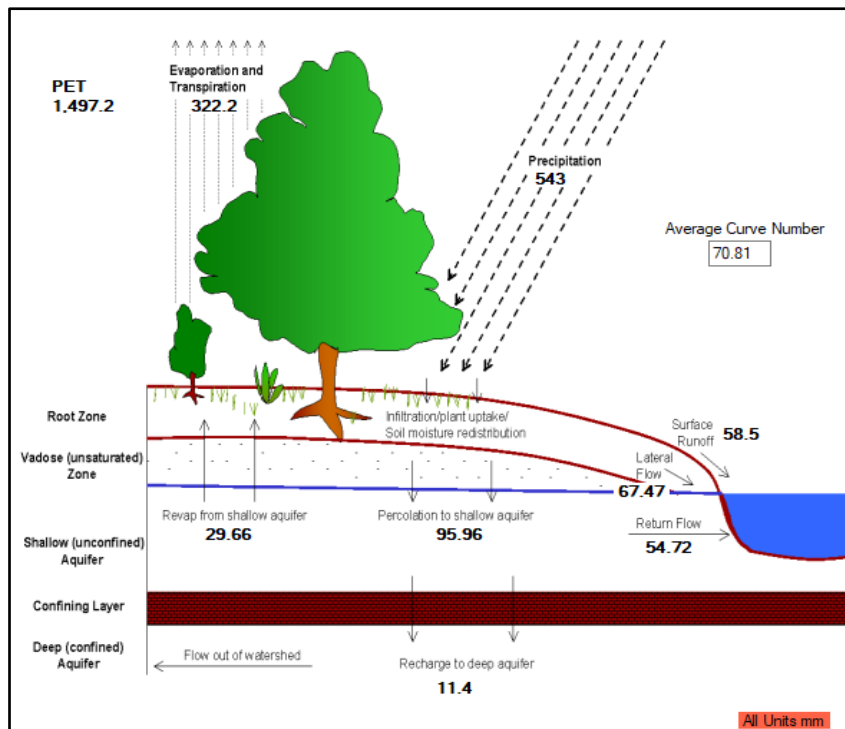 PET
1,497.2
Evaporation and
Transpiration
322.2
Precipitation
543
Average Curve Number
70.81
Root Zone
Infiltration/plant uptake/
Soil moisture redistribution
Surface
Runoff
58.5
Vadose (unsaturated)
Zone
Lateral
Flow
67.47
Revap from shallow aquifer
29.66
Percolation to shallow aquifer
95.96
Return Flow
54.72
Shallow (unconfined)
Aquifer
Confining Layer
Deep (confined)
Aquifer
Flow out of watershed
Recharge to deep aquifer
11.4
All Units mm